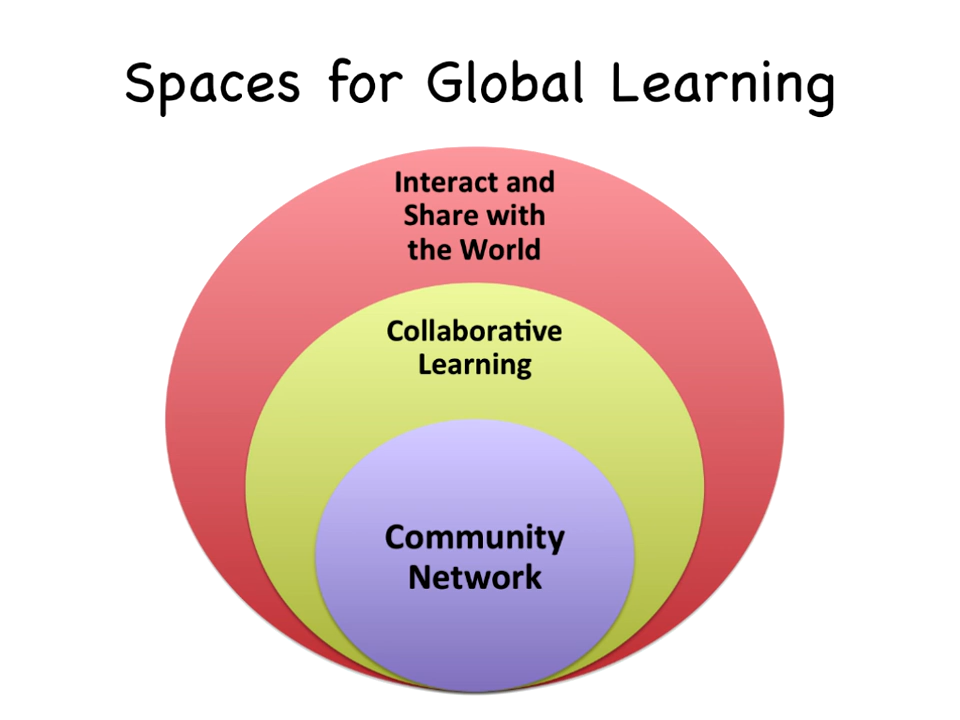 Spaces for Global Learning
Interact and
Share with
the World
Collaborative
Learning
Community
Network